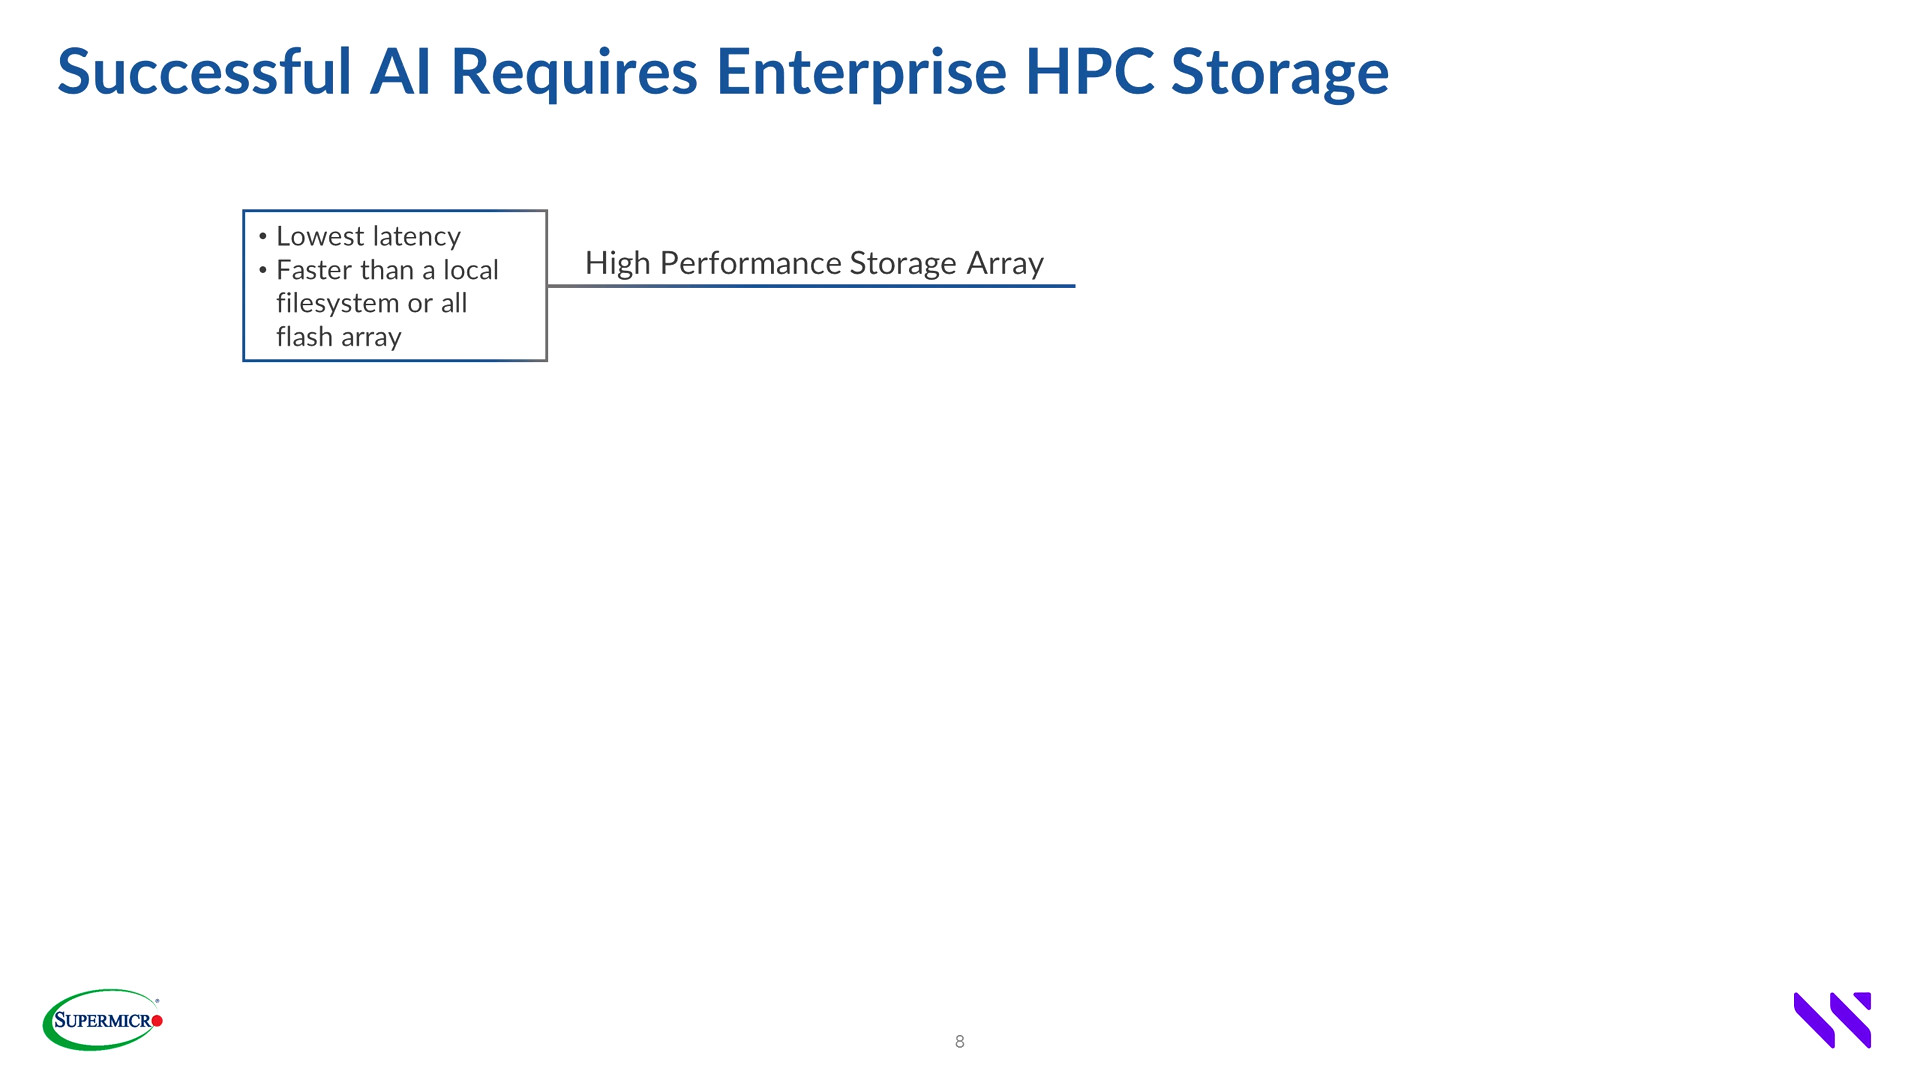 Successful AI Requires Enterprise HPC Storage
• Lowest latency
• Faster than a local
filesystem or all
flash array
High Performance Storage Array
SUPERMICRO®
8